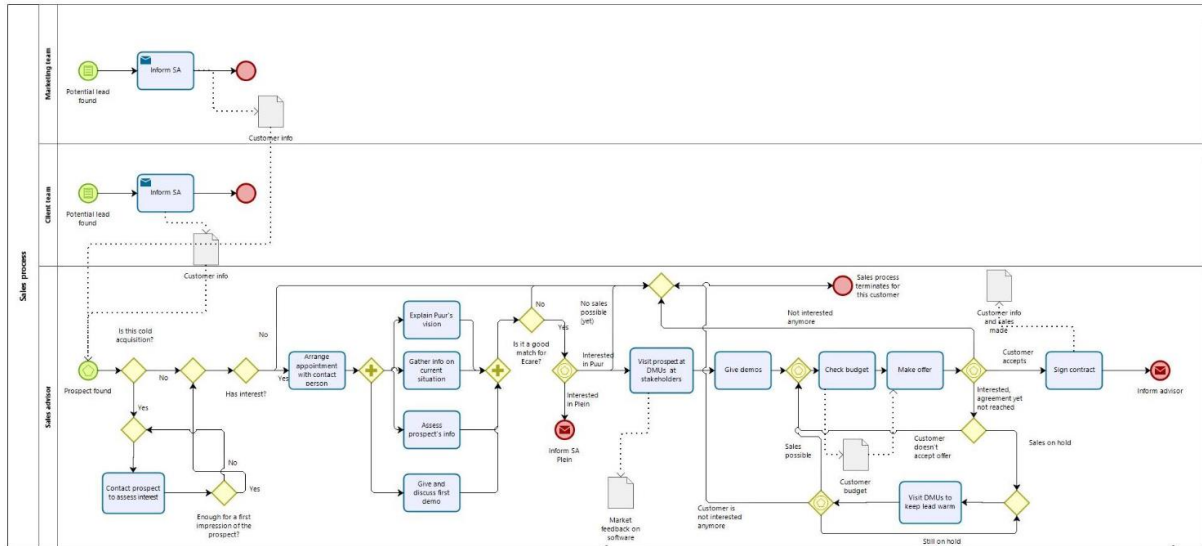 Sales process
Marketing team
Potential lead
found
Inform SA
Customer info
Client team
Potential lead
found
Inform SA
Customer info
Sales advisor
Prospect found
Is this cold
acquisition?
No
Yes
Contact prospect
to assess interest
No
Yes
Enough for a first
impression of the
prospect?
Has interest?
No
Yes
Arrange
appointment
with contact
person
Explain Puur's
vision
Gather info on
current
situation
Assess
prospect's info
Give and
discuss first
demo
No
Is it a good
match for
Ecare?
Yes
No sales
possible
(yet)
Interested
in Puur
Interested
in Plein
Inform SA
Plein
Visit prospect at
DMUs at
stakeholders
Market
feedback on
software
Give demos
Check budget
Make offer
Customer
budget
Sales process
terminates for
this customer
Not interested
anymore
Customer info
and sales
made
Customer
accepts
Sign contract
Inform advisor
Interested,
agreement yet
not reached
Customer
doesn't
accept offer
Sales on hold
Sales
possible
Visit DMUs to
keep lead warm
Customer is
not interested
anymore
Still on hold